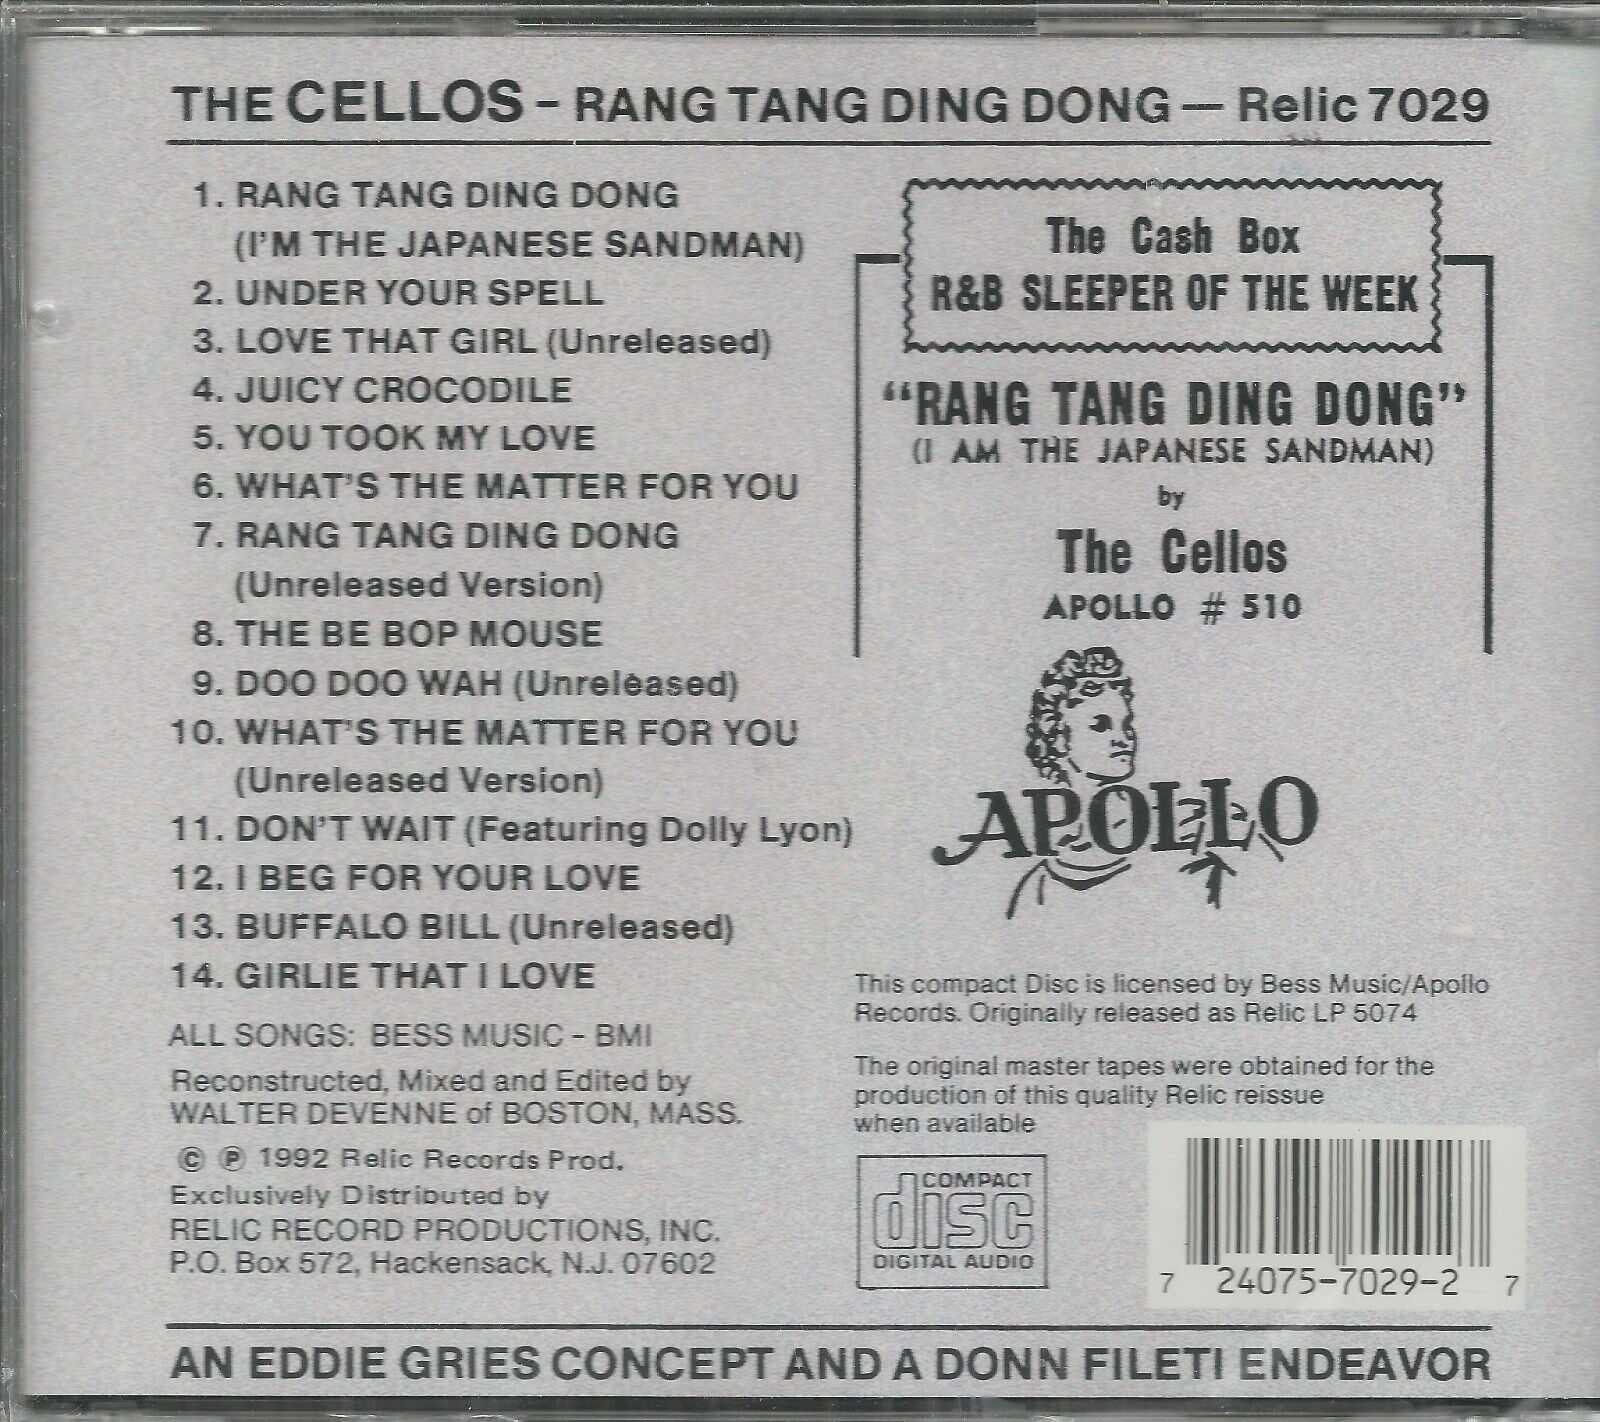 THE CELLOS – RANG TANG DING DONG — Relic 7029
1. RANG TANG DING DONG
(I'M THE JAPANESE SANDMAN)
2. UNDER YOUR SPELL
3. LOVE THAT GIRL (Unreleased)
4. JUICY CROCODILE
5. YOU TOOK MY LOVE
6. WHAT'S THE MATTER FOR YOU
7. RANG TANG DING DONG
(Unreleased Version)
8. THE BE BOP MOUSE
9. DOO DOO WAH (Unreleased)
10. WHAT'S THE MATTER FOR YOU
(Unreleased Version)
11. DON'T WAIT (Featuring Dolly Lyon)
12. I BEG FOR YOUR LOVE
13. BUFFALO BILL (Unreleased)
14. GIRLIE THAT I LOVE
ALL SONGS: BESS MUSIC – BMI
Reconstructed, Mixed and Edited by
WALTER DEVENNE of BOSTON, MASS.
© ℗ 1992 Relic Records Prod.
Exclusively Distributed by
RELIC RECORD PRODUCTIONS, INC.
P.O. Box 572, Hackensack, N.J. 07602
The Cash Box
R&B SLEEPER OF THE WEEK
"RANG TANG DING DONG"
(I AM THE JAPANESE SANDMAN)
by
The Cellos
APOLLO # 510
APOLLO
This compact Disc is licensed by Bess Music/Apollo
Records. Originally released as Relic LP 5074
The original master tapes were obtained for the
production of this quality Relic reissue
when available
COMPACT
disc
DIGITAL AUDIO
7 24075-7029-2 7
AN EDDIE GRIES CONCEPT AND A DONN FILETI ENDEAVOR